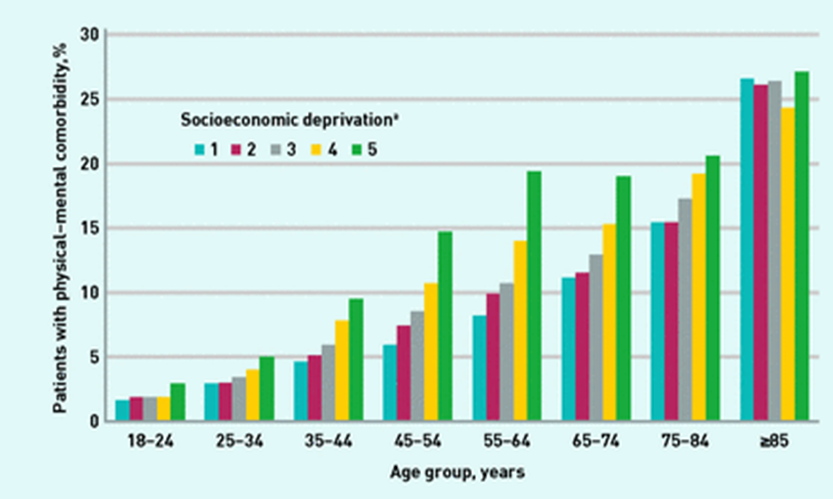 Patients with physical–mental comorbidity, %
30
25
20
15
10
5
0
Socioeconomic deprivationª
1 2 3 4 5
18–24 25–34 35–44 45–54 55–64 65–74 75–84 ≥85
Age group, years